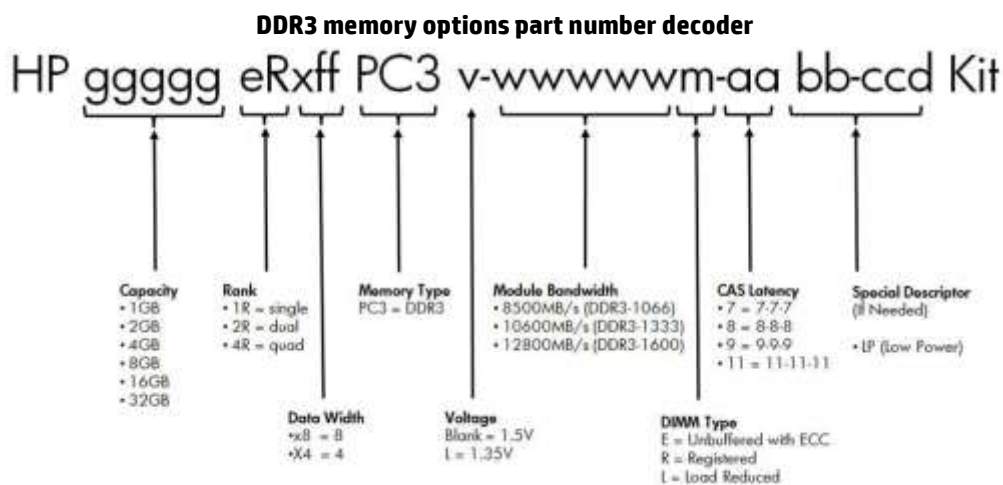 DDR3 memory options part number decoder
HP ggggg eRxff PC3 v-wwwwwm-aa bb-ccd Kit
Capacity
• 1GB
• 2GB
• 4GB
• 8GB
• 16GB
• 32GB
Rank
• 1R = single
• 2R = dual
• 4R = quad
Memory Type
PC3 = DDR3
Module Bandwidth
• 8500MB/s (DDR3-1066)
• 10600MB/s (DDR3-1333)
• 12800MB/s (DDR3-1600)
CAS Latency
• 7 = 7-7-7
• 8 = 8-8-8
• 9 = 9-9-9
• 11 = 11-11-11
Special Descriptor
(If Needed)
• LP (Low Power)
Data Width
•x8 = 8
•X4 = 4
Voltage
Blank = 1.5V
L = 1.35V
DIMM Type
E = Unbuffered with ECC
R = Registered
L = Load Reduced